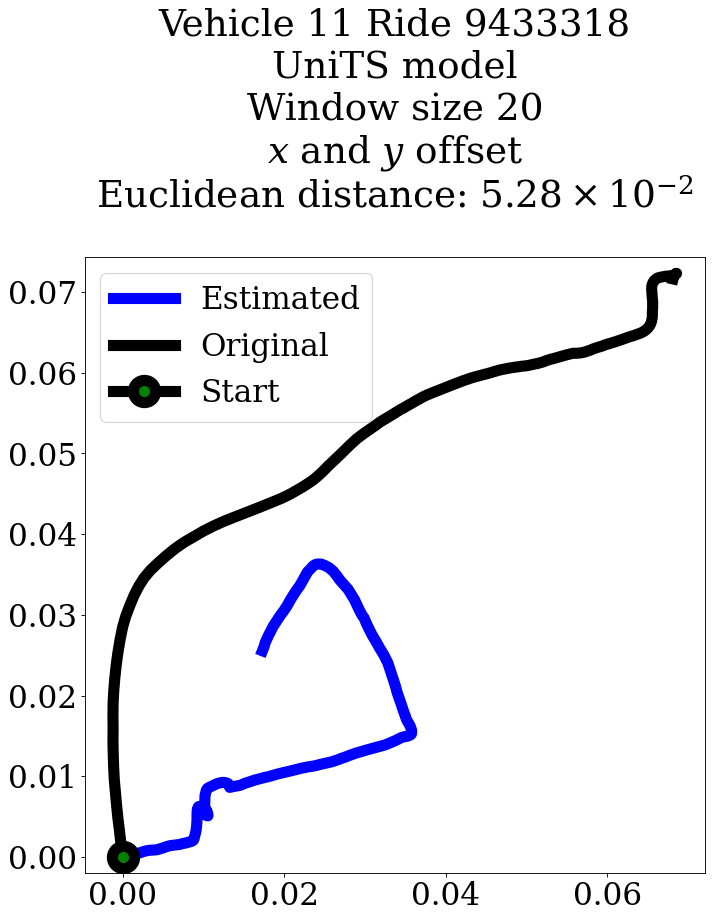 Vehicle 11 Ride 9433318
UniTS model
Window size 20
x and y offset
Euclidean distance: 5.28 × 10⁻²
Estimated
Original
Start
0.07
0.06
0.05
0.04
0.03
0.02
0.01
0.00
0.00 0.02 0.04 0.06